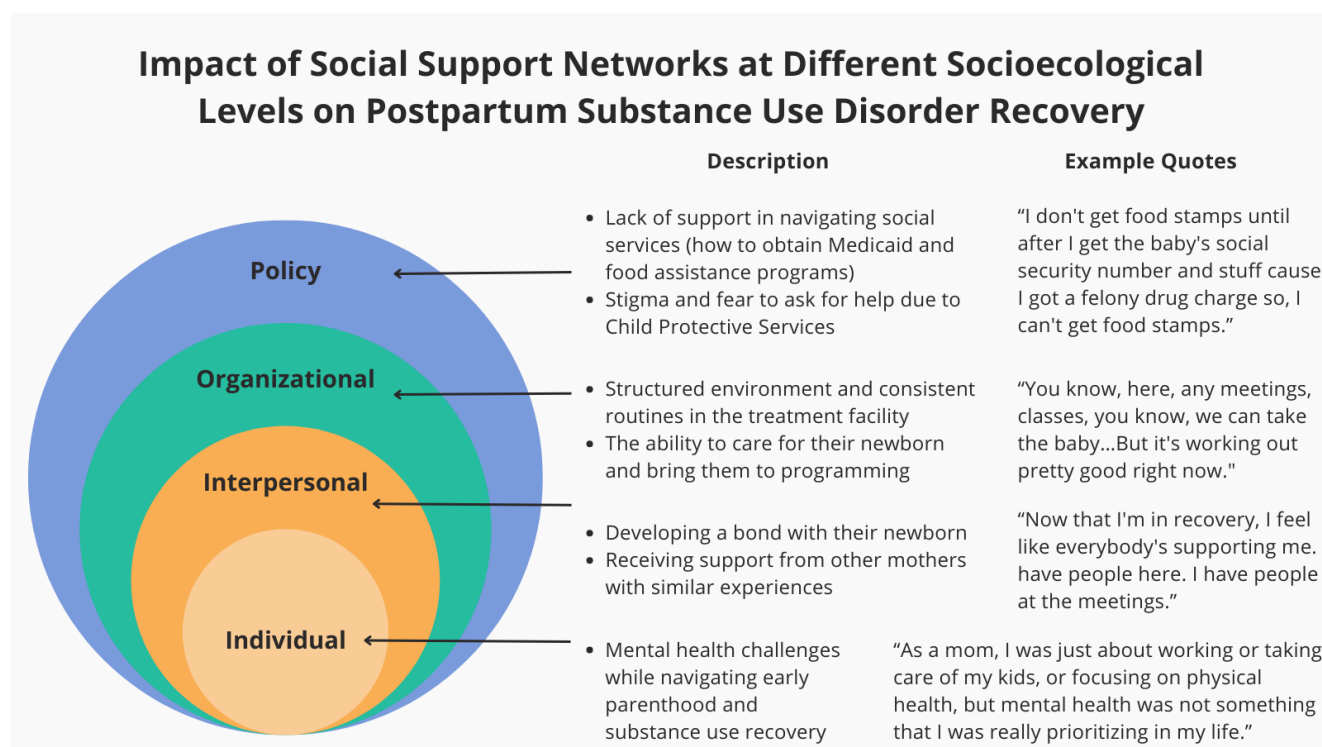 Impact of Social Support Networks at Different Socioecological
Levels on Postpartum Substance Use Disorder Recovery
Description
Example Quotes
Policy
• Lack of support in navigating social
services (how to obtain Medicaid and
food assistance programs)
• Stigma and fear to ask for help due to
Child Protective Services
“I don't get food stamps until
after I get the baby's social
security number and stuff cause
I got a felony drug charge so, I
can't get food stamps.”
Organizational
• Structured environment and consistent
routines in the treatment facility
• The ability to care for their newborn
and bring them to programming
“You know, here, any meetings,
classes, you know, we can take
the baby...But it's working out
pretty good right now."
Interpersonal
• Developing a bond with their newborn
• Receiving support from other mothers
with similar experiences
“Now that I'm in recovery, I feel
like everybody's supporting me.
have people here. I have people
at the meetings.”
Individual
• Mental health challenges
while navigating early
parenthood and
substance use recovery
“As a mom, I was just about working or taking
care of my kids, or focusing on physical
health, but mental health was not something
that I was really prioritizing in my life.”